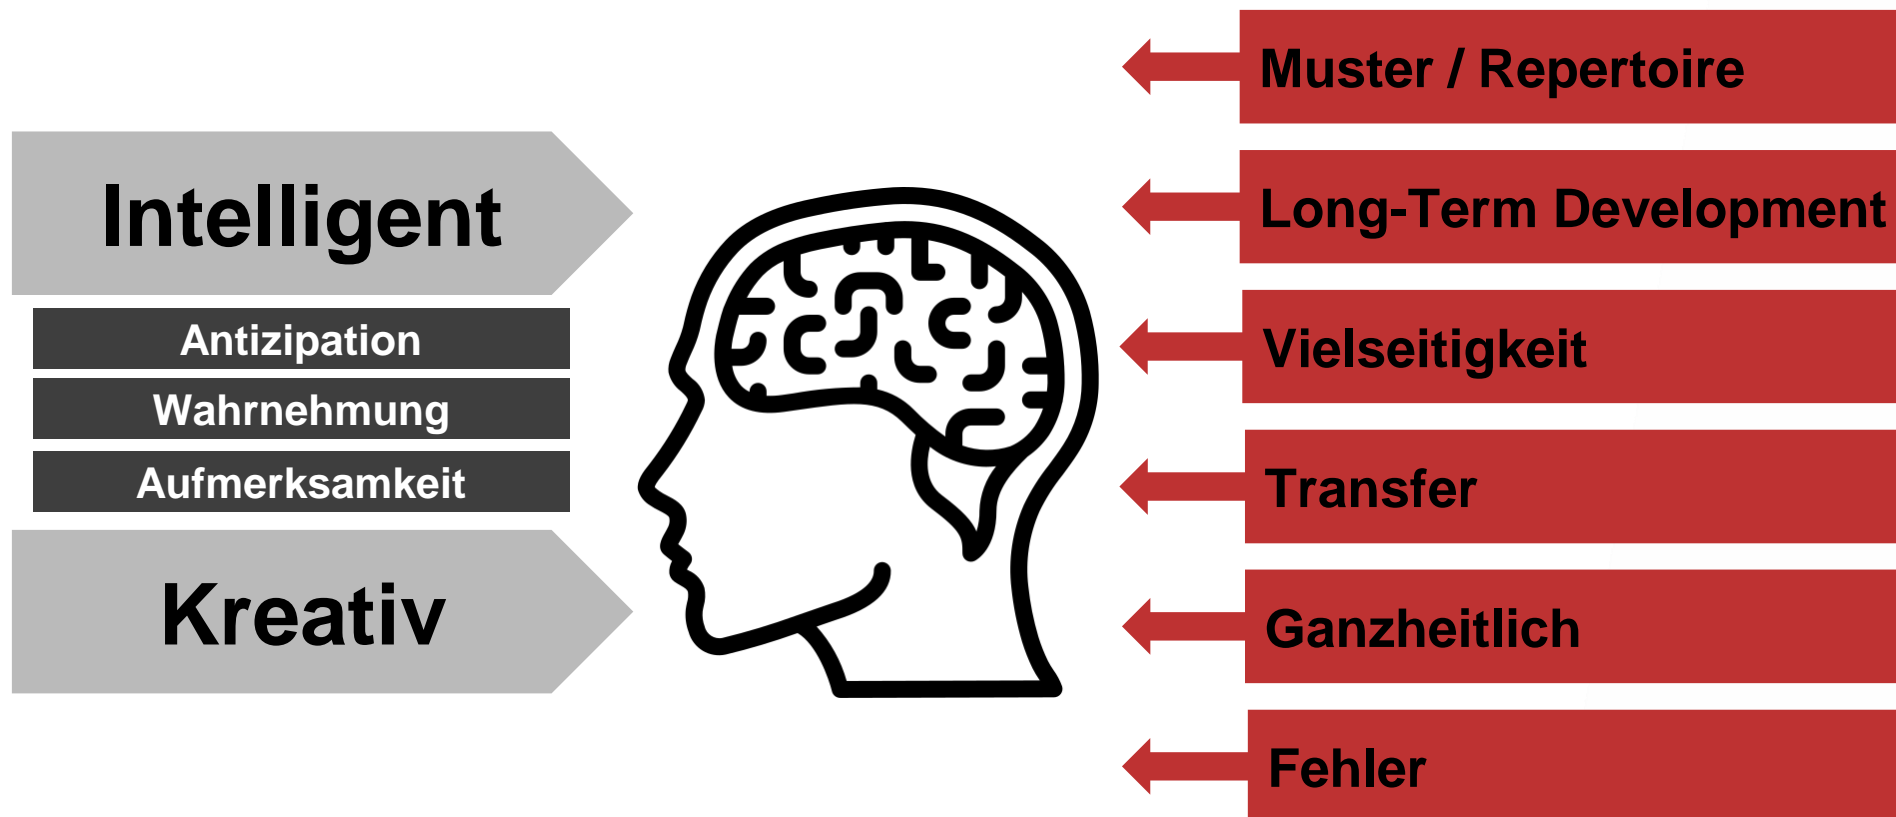 Intelligent
Antizipation
Wahrnehmung
Aufmerksamkeit
Kreativ
Muster / Repertoire
Long-Term Development
Vielseitigkeit
Transfer
Ganzheitlich
Fehler